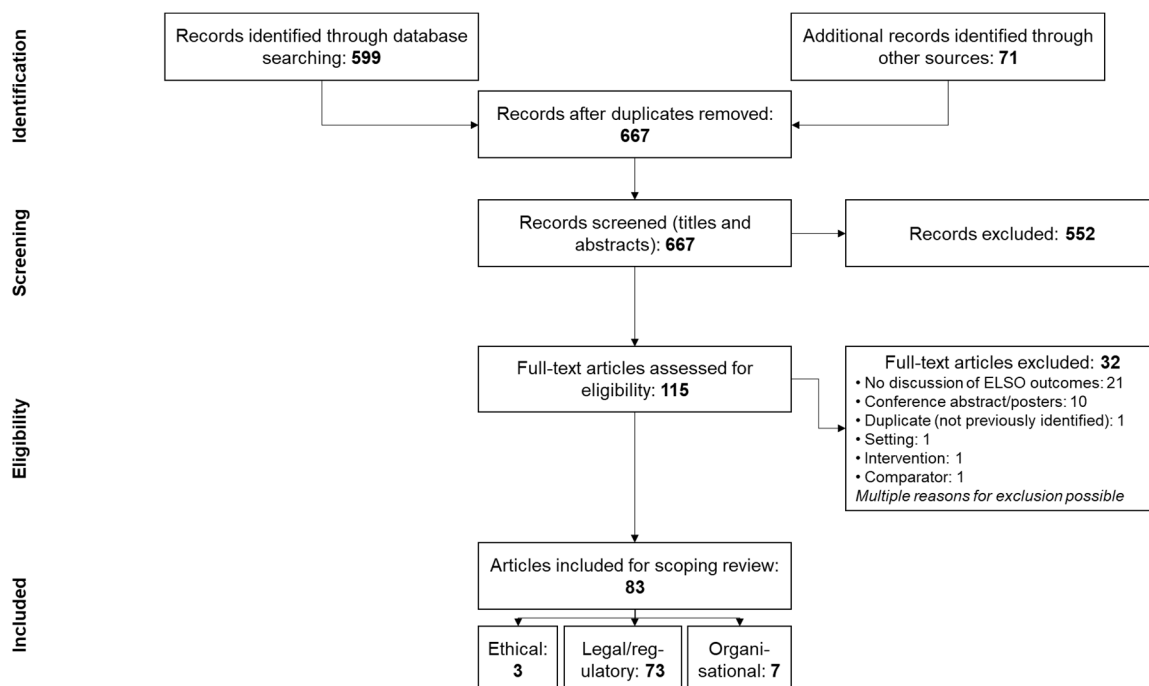 Identification
Records identified through database
searching: 599
Additional records identified through
other sources: 71
Records after duplicates removed:
667
Screening
Records screened (titles and
abstracts): 667
Records excluded: 552
Eligibility
Full-text articles assessed for
eligibility: 115
Full-text articles excluded: 32
• No discussion of ELSO outcomes: 21
• Conference abstract/posters: 10
• Duplicate (not previously identified): 1
• Setting: 1
• Intervention: 1
• Comparator: 1
Multiple reasons for exclusion possible
Included
Articles included for scoping review:
83
Ethical:
3
Legal/reg-
ulatory: 73
Organi-
sational: 7